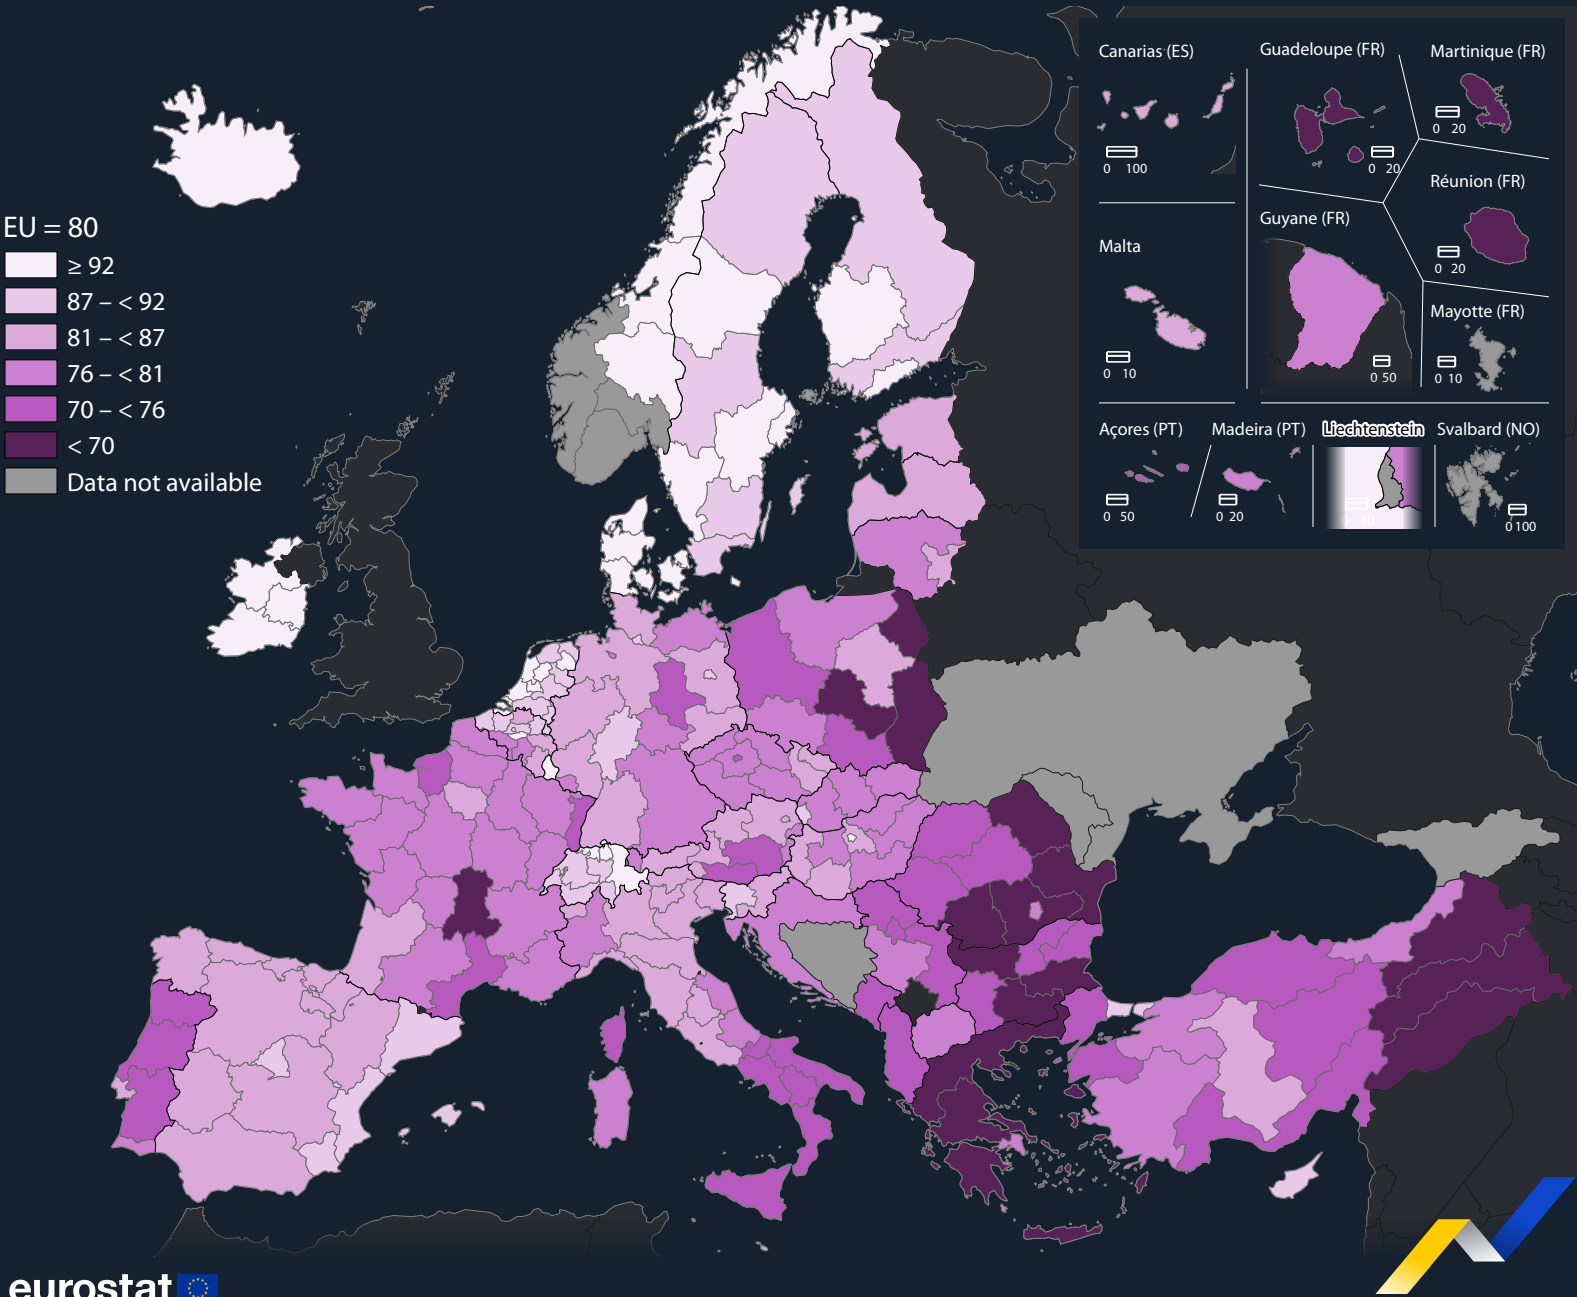 EU = 80
≥ 92
87 – < 92
81 – < 87
76 – < 81
70 – < 76
< 70
Data not available
Canarias (ES)
0 100
Guadeloupe (FR)
0 20
Martinique (FR)
0 20
Réunion (FR)
0 20
Malta
0 10
Guyane (FR)
0 50
Mayotte (FR)
0 10
Açores (PT)
0 50
Madeira (PT)
0 20
Liechtenstein
0 10
Svalbard (NO)
0 100
eurostat